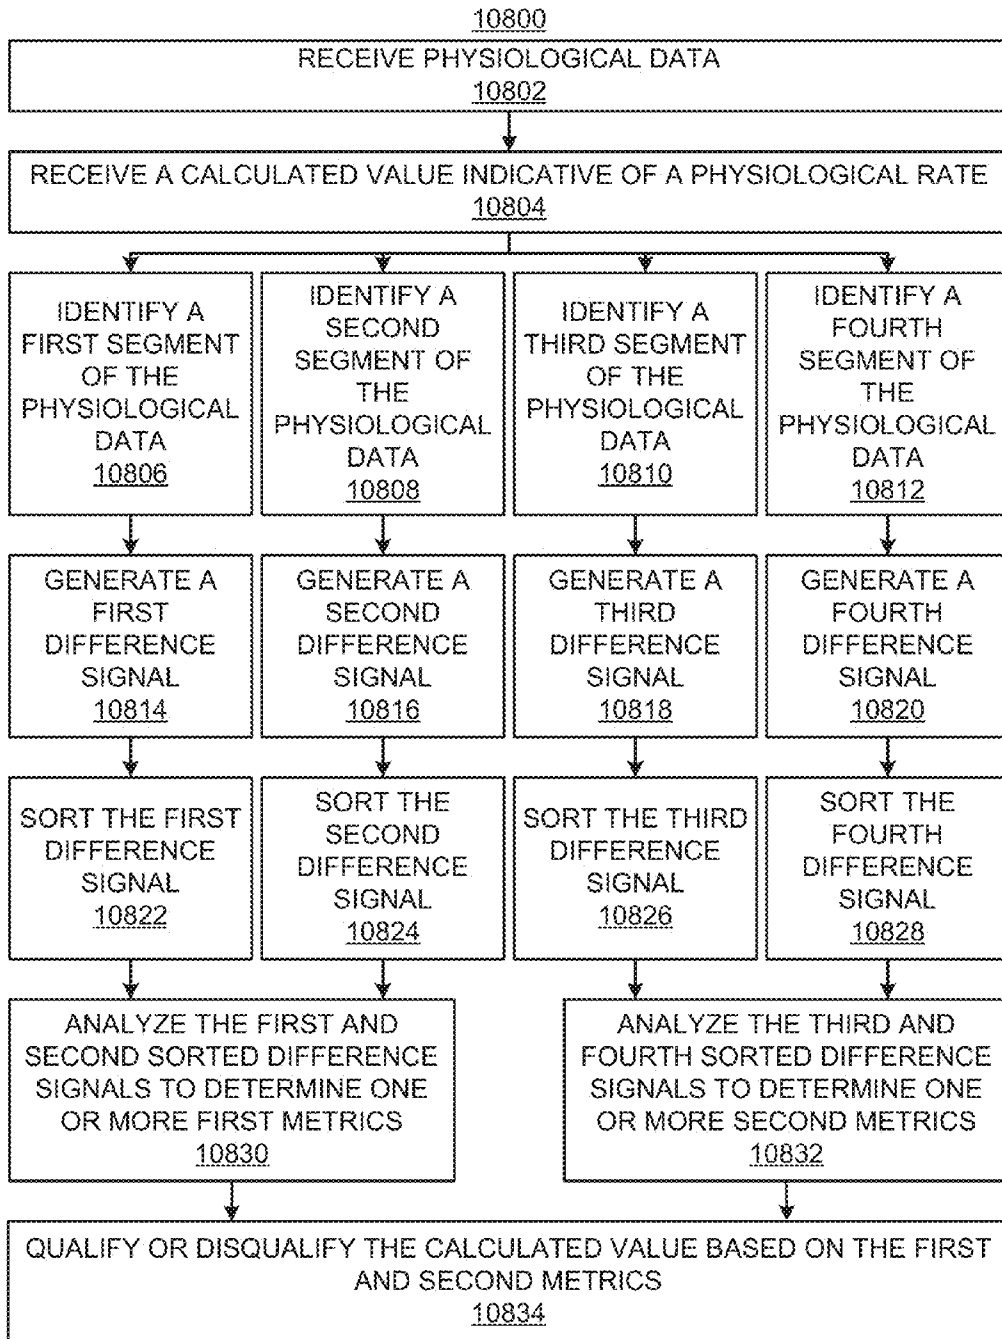 10800
RECEIVE PHYSIOLOGICAL DATA
10802
RECEIVE A CALCULATED VALUE INDICATIVE OF A PHYSIOLOGICAL RATE
10804
IDENTIFY A
FIRST SEGMENT
OF THE
PHYSIOLOGICAL
DATA
10806
IDENTIFY A
SECOND
SEGMENT OF
THE
PHYSIOLOGICAL
DATA
10808
IDENTIFY A
THIRD SEGMENT
OF THE
PHYSIOLOGICAL
DATA
10810
IDENTIFY A
FOURTH
SEGMENT OF
THE
PHYSIOLOGICAL
DATA
10812
GENERATE A
FIRST
DIFFERENCE
SIGNAL
10814
GENERATE A
SECOND
DIFFERENCE
SIGNAL
10816
GENERATE A
THIRD
DIFFERENCE
SIGNAL
10818
GENERATE A
FOURTH
DIFFERENCE
SIGNAL
10820
SORT THE FIRST
DIFFERENCE
SIGNAL
10822
SORT THE
SECOND
DIFFERENCE
SIGNAL
10824
SORT THE THIRD
DIFFERENCE
SIGNAL
10826
SORT THE
FOURTH
DIFFERENCE
SIGNAL
10828
ANALYZE THE FIRST AND
SECOND SORTED DIFFERENCE
SIGNALS TO DETERMINE ONE
OR MORE FIRST METRICS
10830
ANALYZE THE THIRD AND
FOURTH SORTED DIFFERENCE
SIGNALS TO DETERMINE ONE
OR MORE SECOND METRICS
10832
QUALIFY OR DISQUALIFY THE CALCULATED VALUE BASED ON THE FIRST
AND SECOND METRICS
10834